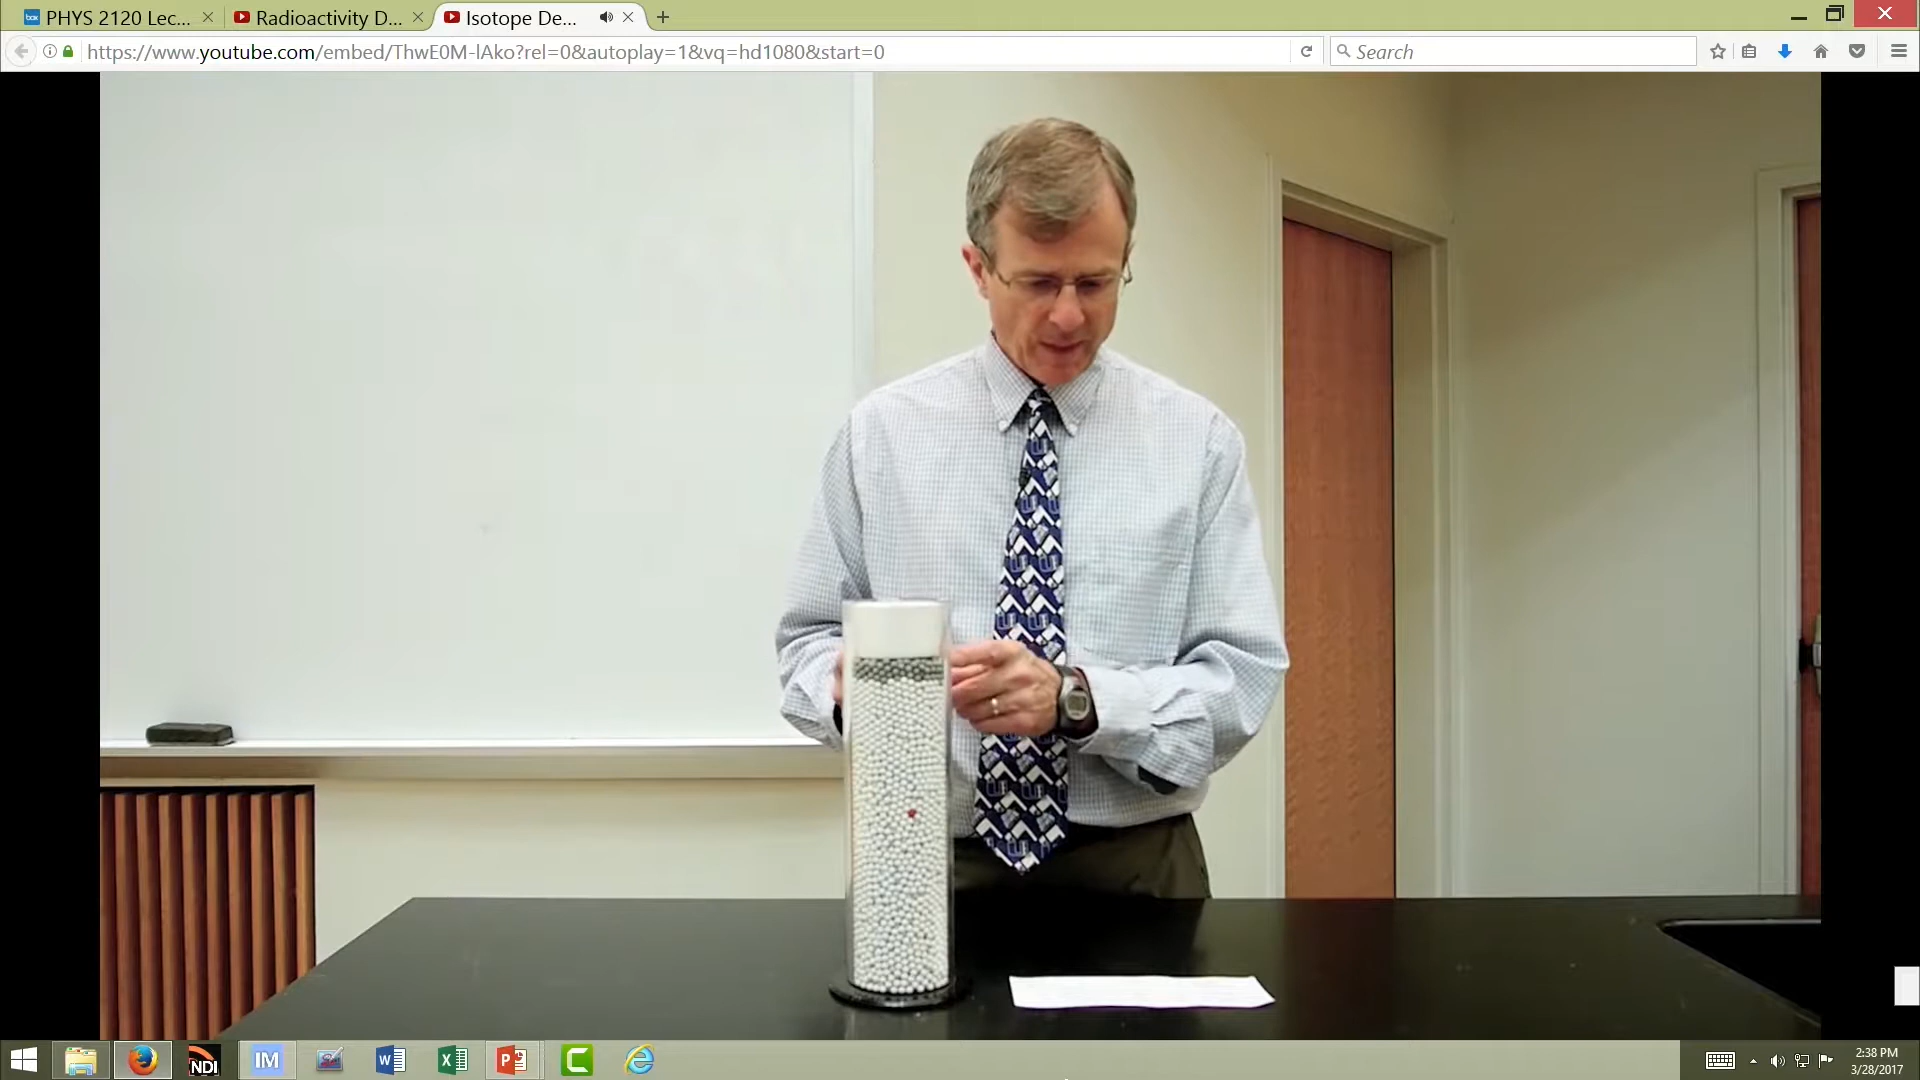 box PHYS 2120 Lec...
Radioactivity D...
Isotope De...
https://www.youtube.com/embed/ThwE0M-lAko?rel=0&autoplay=1&vq=hd1080&start=0
Search
NDI
IM
W
X
P
C
2:38 PM
3/28/2017